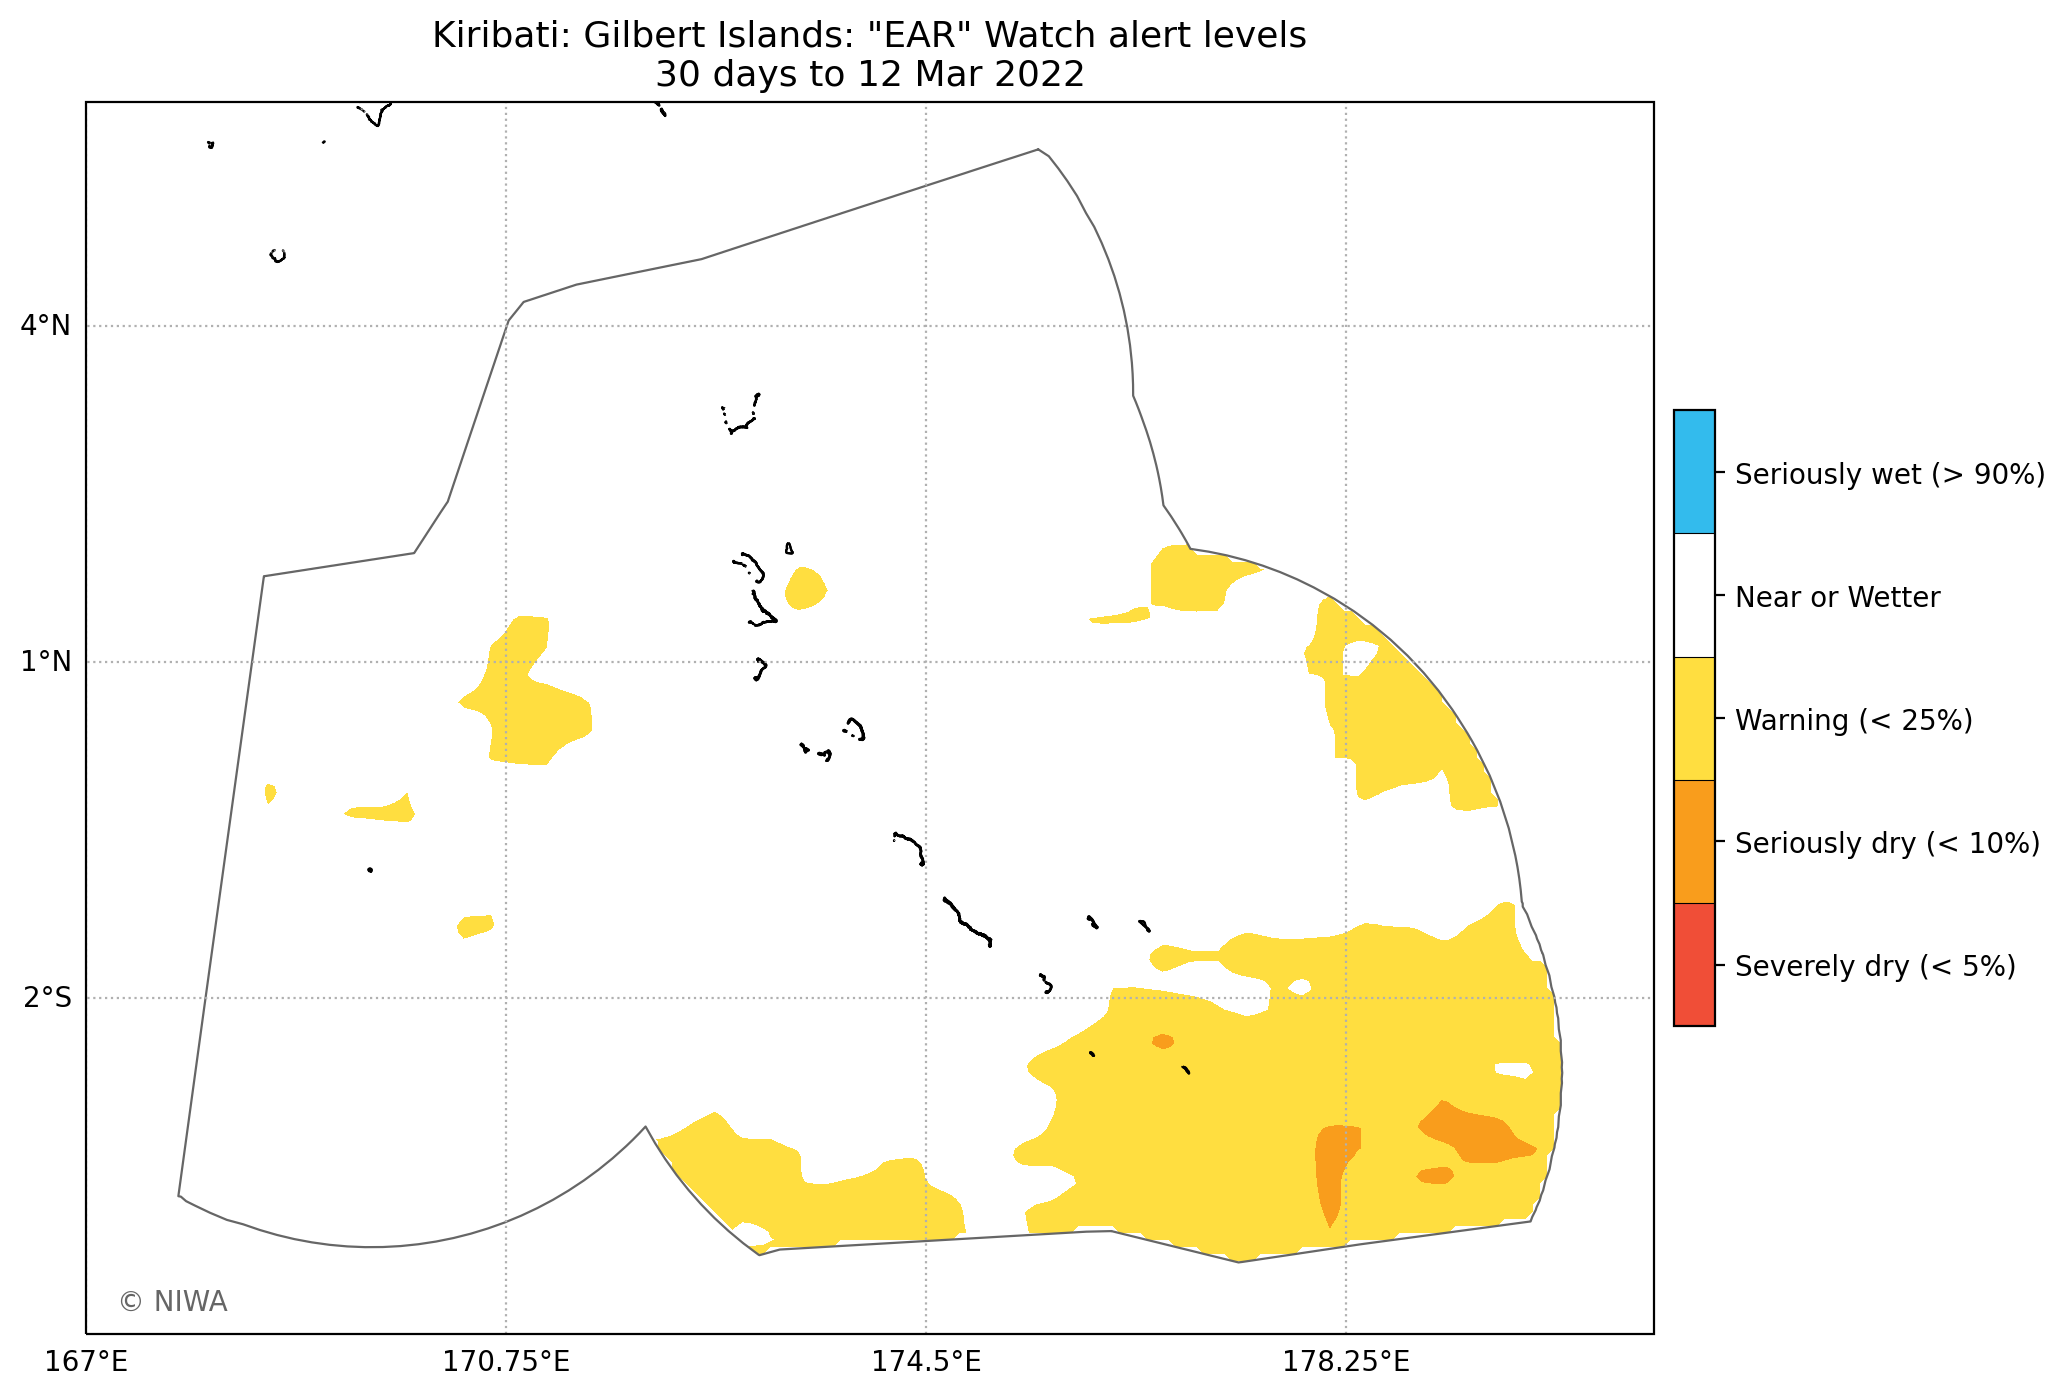 Kiribati: Gilbert Islands: "EAR" Watch alert levels
30 days to 12 Mar 2022
4°N
1°N
2°S
167°E
170.75°E
174.5°E
178.25°E
© NIWA
Seriously wet (> 90%)
Near or Wetter
Warning (< 25%)
Seriously dry (< 10%)
Severely dry (< 5%)